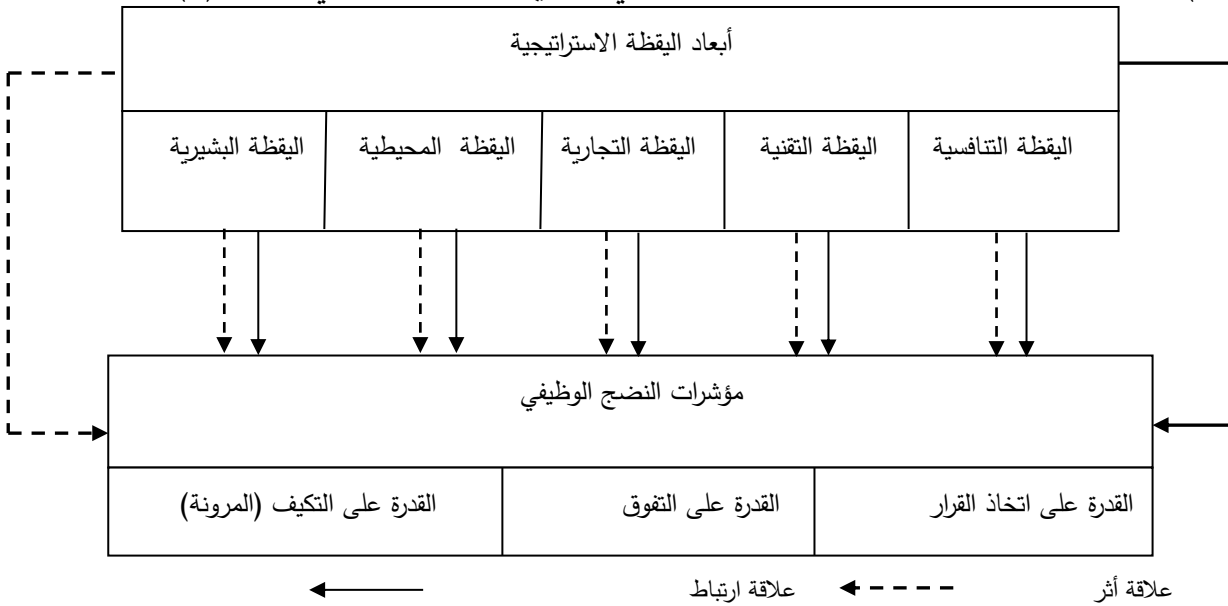 أبعاد اليقظة الاستراتيجية
اليقظة التنافسية
اليقظة التقنية
اليقظة التجارية
اليقظة المحيطية
اليقظة البشيرية
مؤشرات النضج الوظيفي
القدرة على اتخاذ القرار
القدرة على التفوق
القدرة على التكيف (المرونة)
علاقة أثر
علاقة ارتباط